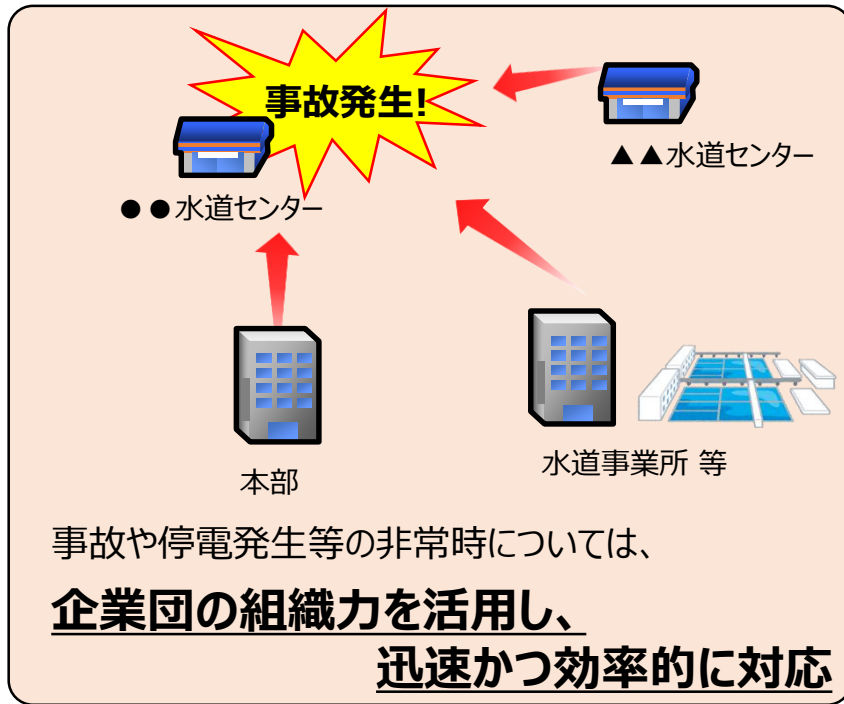 事故発生!
▲▲水道センター
●●水道センター
水道事業所 等
本部
事故や停電発生等の非常時については、
企業団の組織力を活用し、
迅速かつ効率的に対応